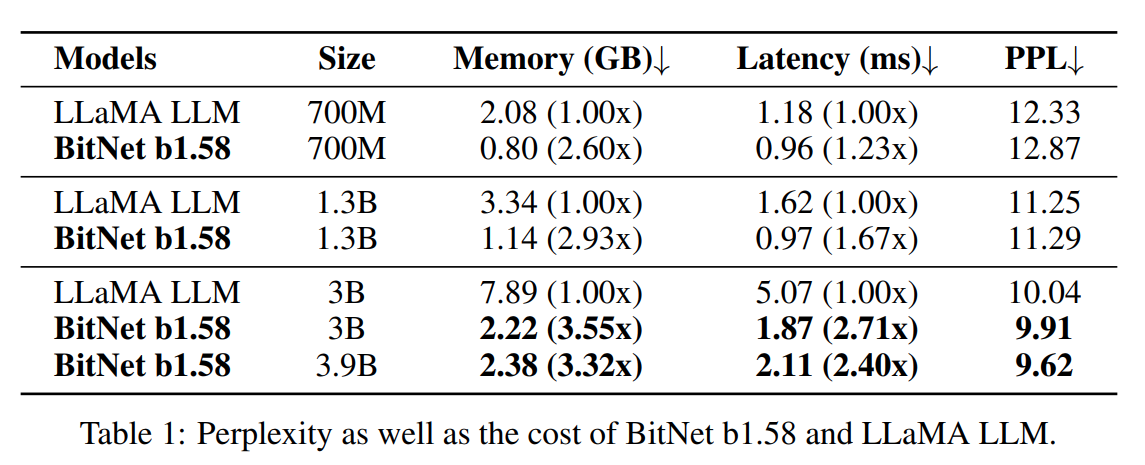 Models Size Memory (GB)↓ Latency (ms)↓ PPL↓
LLaMA LLM 700M 2.08 (1.00x) 1.18 (1.00x) 12.33
BitNet b1.58 700M 0.80 (2.60x) 0.96 (1.23x) 12.87
LLaMA LLM 1.3B 3.34 (1.00x) 1.62 (1.00x) 11.25
BitNet b1.58 1.3B 1.14 (2.93x) 0.97 (1.67x) 11.29
LLaMA LLM 3B 7.89 (1.00x) 5.07 (1.00x) 10.04
BitNet b1.58 3B 2.22 (3.55x) 1.87 (2.71x) 9.91
BitNet b1.58 3.9B 2.38 (3.32x) 2.11 (2.40x) 9.62
Table 1: Perplexity as well as the cost of BitNet b1.58 and LLaMA LLM.